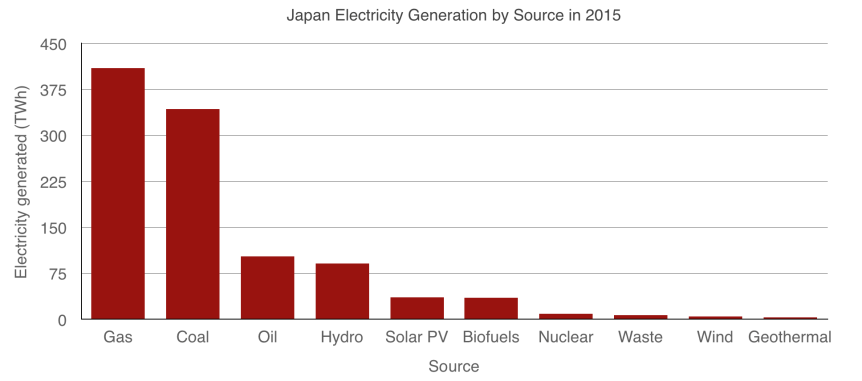 Japan Electricity Generation by Source in 2015
Electricity generated (TWh)
450
375
300
225
150
75
0
Gas Coal Oil Hydro Solar PV Biofuels Nuclear Waste Wind Geothermal
Source